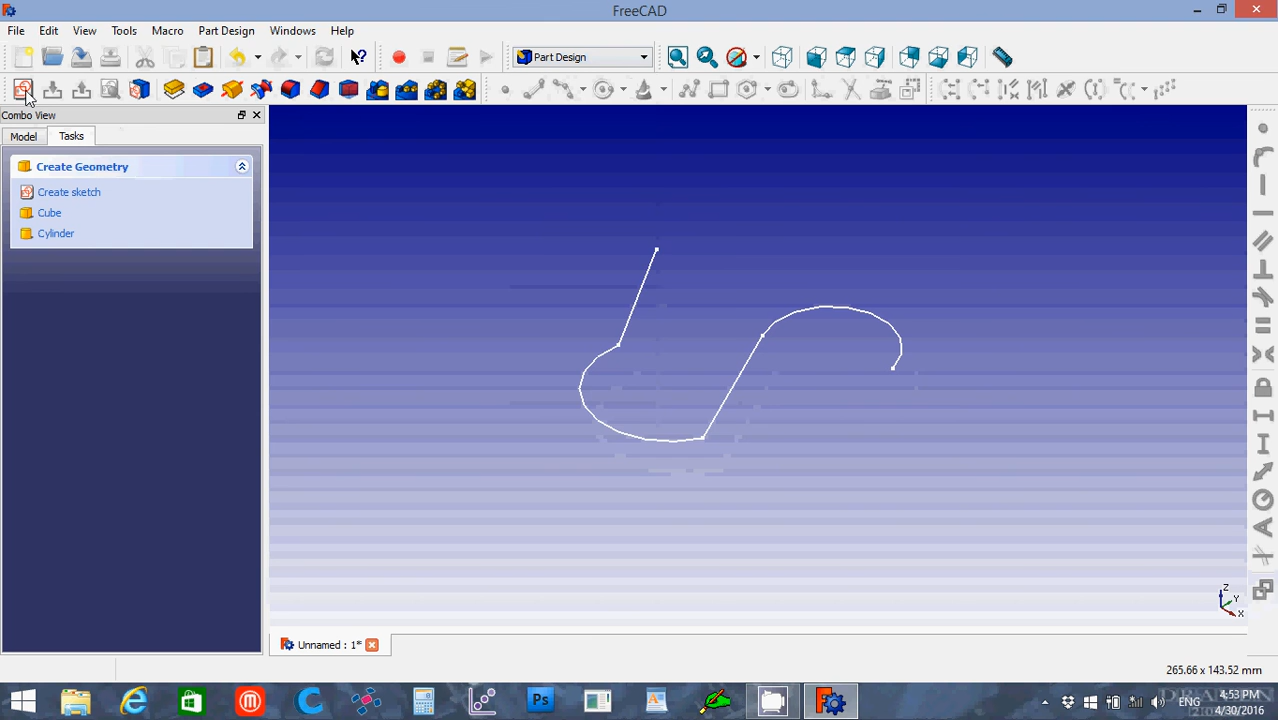 FreeCAD
File Edit View Tools Macro Part Design Windows Help
Part Design
Combo View
Model Tasks
Create Geometry
Create sketch
Cube
Cylinder
Z
Y
X
Unnamed : 1*
265.66 x 143.52 mm
Ps
ENG
4:53 PM
4/30/2016